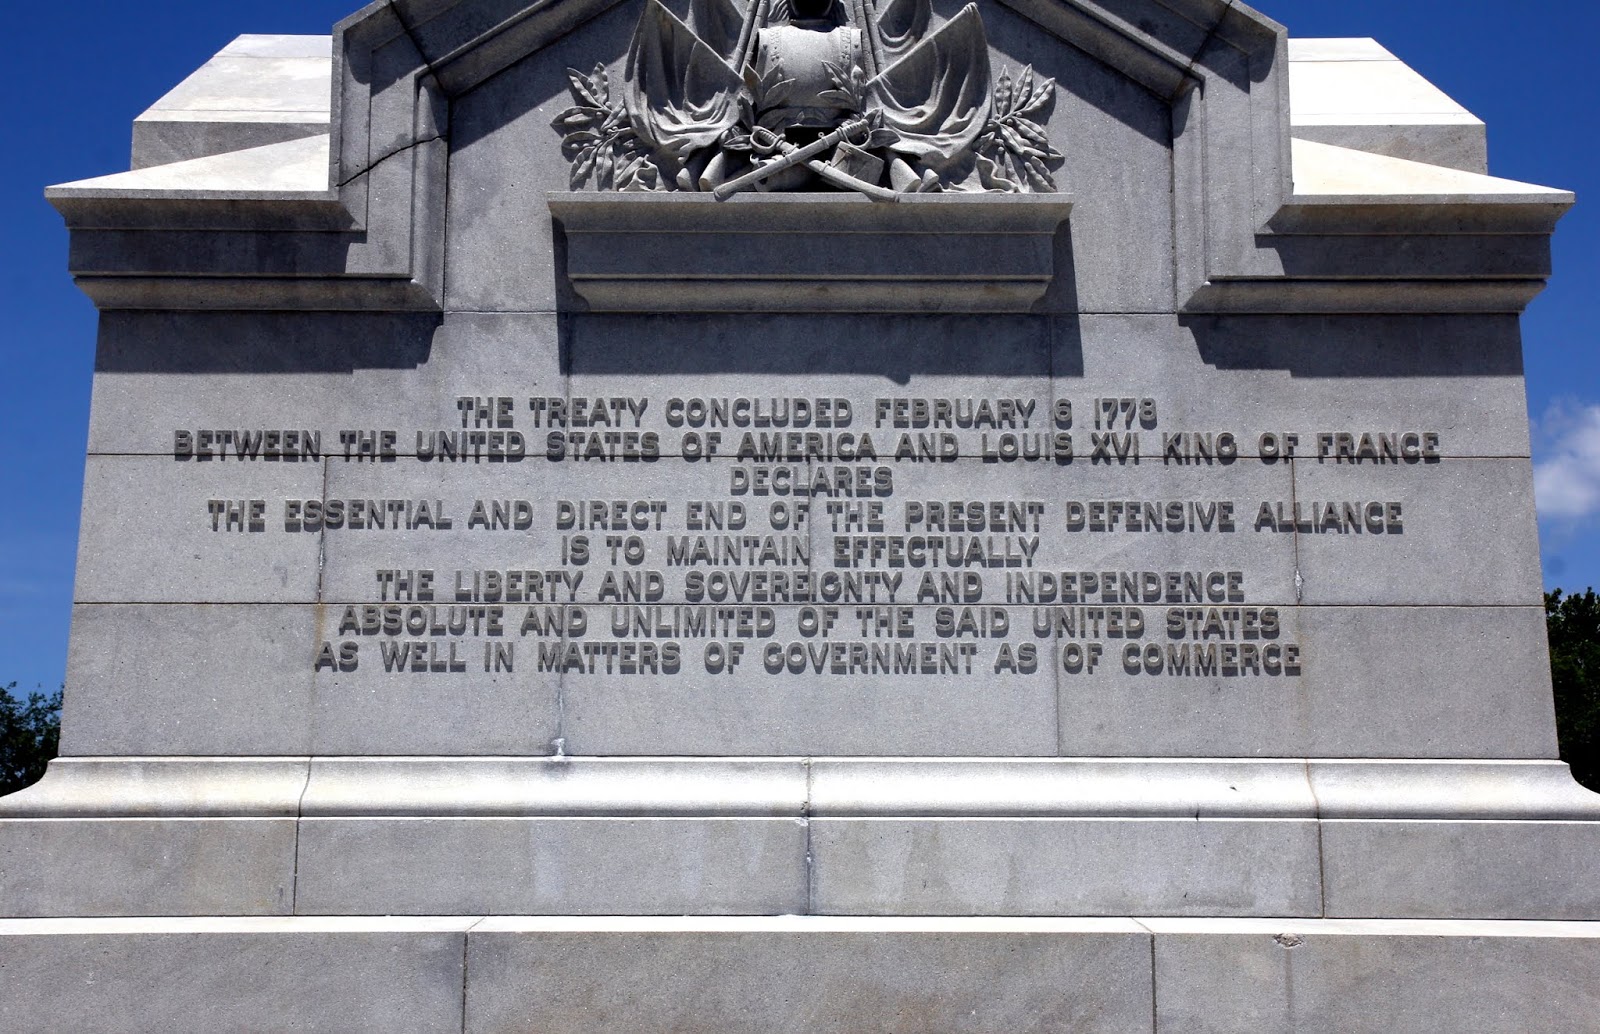 THE TREATY CONCLUDED FEBRUARY 6 1778
BETWEEN THE UNITED STATES OF AMERICA AND LOUIS XVI KING OF FRANCE
DECLARES
THE ESSENTIAL AND DIRECT END OF THE PRESENT DEFENSIVE ALLIANCE
IS TO MAINTAIN EFFECTUALLY
THE LIBERTY AND SOVEREIGNTY AND INDEPENDENCE
ABSOLUTE AND UNLIMITED OF THE SAID UNITED STATES
AS WELL IN MATTERS OF GOVERNMENT AS OF COMMERCE